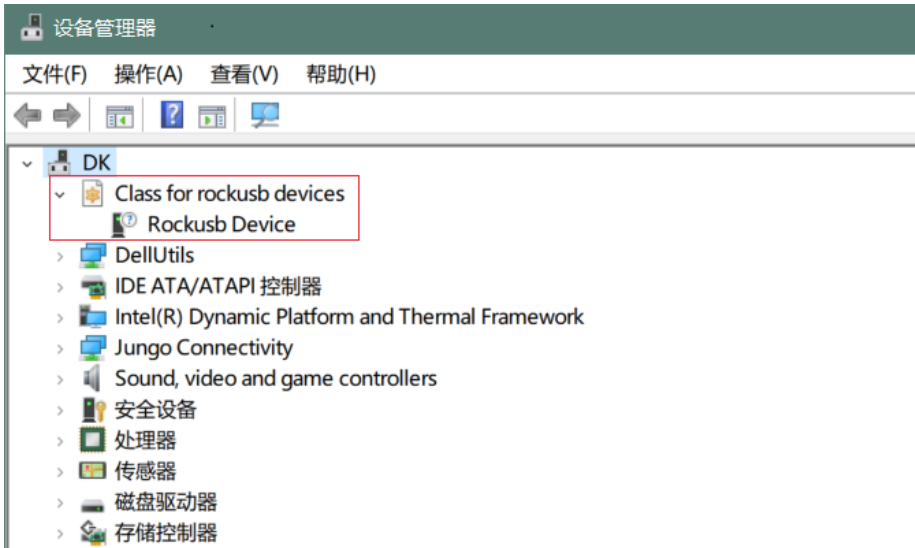 设备管理器
文件(F) 操作(A) 查看(V) 帮助(H)
DK
Class for rockusb devices
Rockusb Device
DellUtils
IDE ATA/ATAPI 控制器
Intel(R) Dynamic Platform and Thermal Framework
Jungo Connectivity
Sound, video and game controllers
安全设备
处理器
传感器
磁盘驱动器
存储控制器